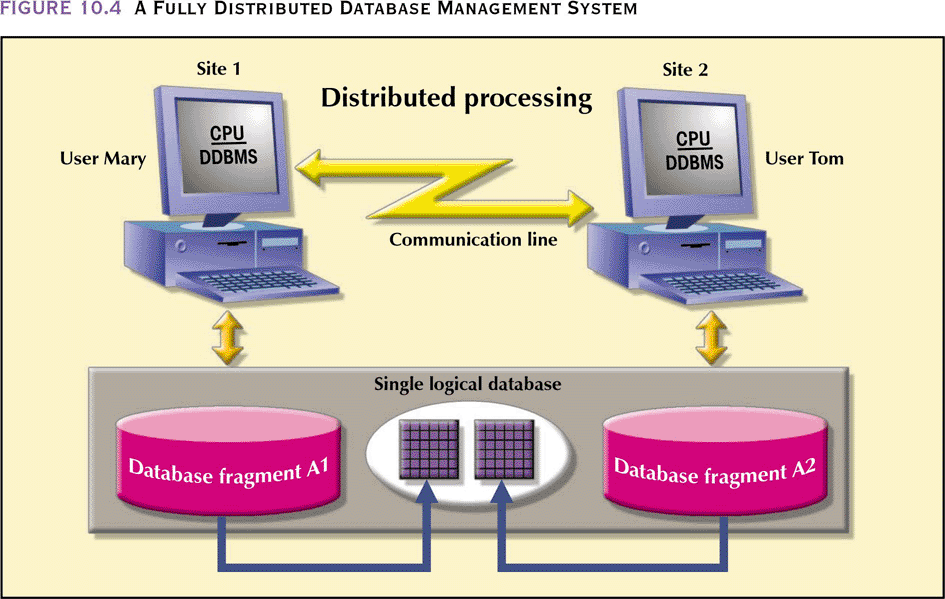 FIGURE 10.4 A FULLY DISTRIBUTED DATABASE MANAGEMENT SYSTEM
Site 1
Site 2
Distributed processing
CPU
DDBMS
CPU
DDBMS
User Mary
User Tom
Communication line
Single logical database
Database fragment A1
Database fragment A2